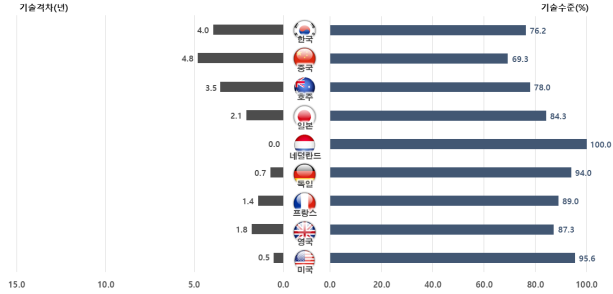 기술격차(년) 기술수준(%)
4.0 한국 76.2
4.8 중국 69.3
3.5 호주 78.0
2.1 일본 84.3
0.0 네덜란드 100.0
0.7 독일 94.0
1.4 프랑스 89.0
1.8 영국 87.3
0.5 미국 95.6
15.0 10.0 5.0 0.0 0.0 20.0 40.0 60.0 80.0 100.0